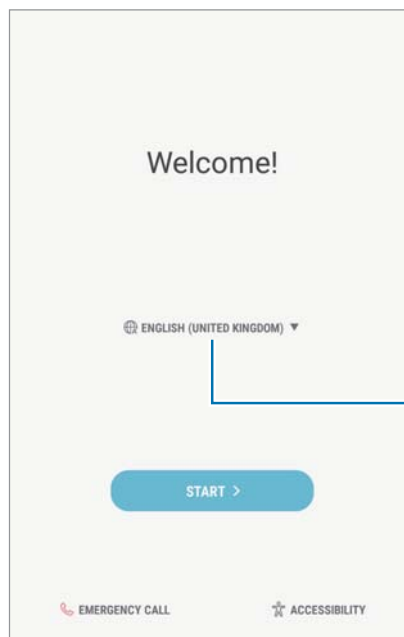 Welcome!
ENGLISH (UNITED KINGDOM) ▼
START >
EMERGENCY CALL
ACCESSIBILITY